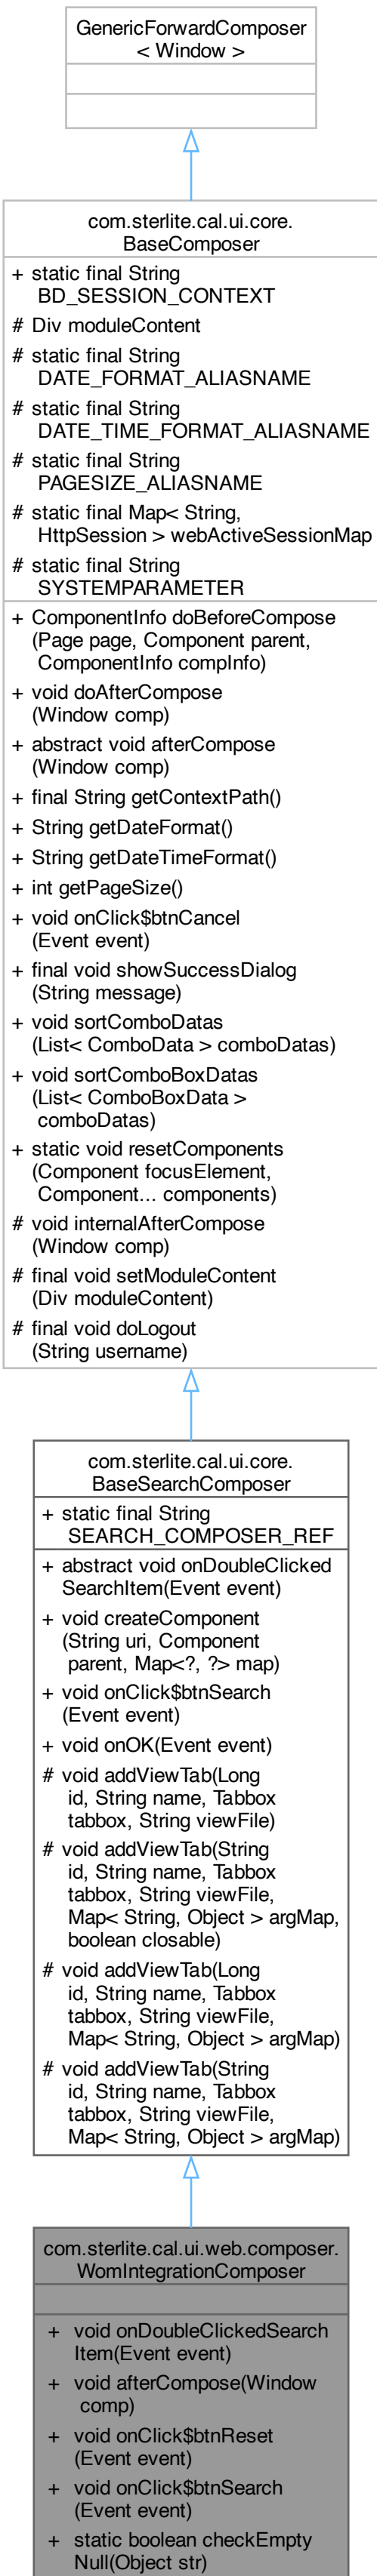 GenericForwardComposer
< Window >
com.sterlite.cal.ui.core.
BaseComposer
+ static final String
BD_SESSION_CONTEXT
# Div moduleContent
# static final String
DATE_FORMAT_ALIASNAME
# static final String
DATE_TIME_FORMAT_ALIASNAME
# static final String
PAGESIZE_ALIASNAME
# static final Map< String,
HttpSession > webActiveSessionMap
# static final String
SYSTEMPARAMETER
+ ComponentInfo doBeforeCompose
(Page page, Component parent,
ComponentInfo compInfo)
+ void doAfterCompose
(Window comp)
+ abstract void afterCompose
(Window comp)
+ final String getContextPath()
+ String getDateFormat()
+ String getDateTimeFormat()
+ int getPageSize()
+ void onClick$btnCancel
(Event event)
+ final void showSuccessDialog
(String message)
+ void sortComboDatas
(List< ComboData > comboDatas)
+ void sortComboBoxDatas
(List< ComboBoxData >
comboDatas)
+ static void resetComponents
(Component focusElement,
Component... components)
# void internalAfterCompose
(Window comp)
# final void setModuleContent
(Div moduleContent)
# final void doLogout
(String username)
com.sterlite.cal.ui.core.
BaseSearchComposer
+ static final String
SEARCH_COMPOSER_REF
+ abstract void onDoubleClicked
SearchItem(Event event)
+ void createComponent
(String uri, Component
parent, Map<?, ?> map)
+ void onClick$btnSearch
(Event event)
+ void onOK(Event event)
# void addViewTab(Long
id, String name, Tabbox
tabbox, String viewFile)
# void addViewTab(String
id, String name, Tabbox
tabbox, String viewFile,
Map< String, Object > argMap,
boolean closable)
# void addViewTab(Long
id, String name, Tabbox
tabbox, String viewFile,
Map< String, Object > argMap)
# void addViewTab(String
id, String name, Tabbox
tabbox, String viewFile,
Map< String, Object > argMap)
com.sterlite.cal.ui.web.composer.
WomIntegrationComposer
+ void onDoubleClickedSearch
Item(Event event)
+ void afterCompose(Window
comp)
+ void onClick$btnReset
(Event event)
+ void onClick$btnSearch
(Event event)
+ static boolean checkEmpty
Null(Object str)